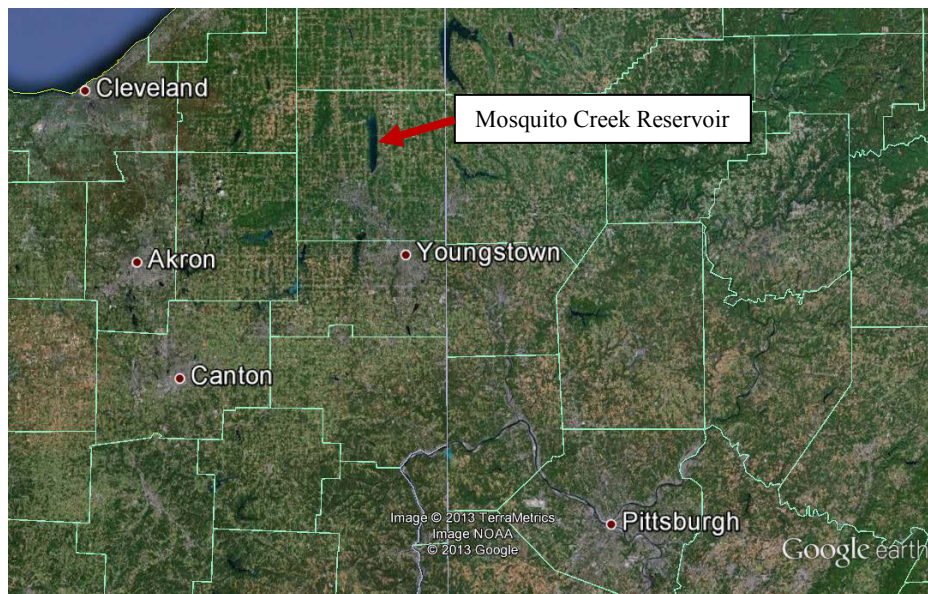 Cleveland
Mosquito Creek Reservoir
Youngstown
Akron
Canton
Image © 2013 TerraMetrics
Image NOAA
© 2013 Google
Pittsburgh
Google earth